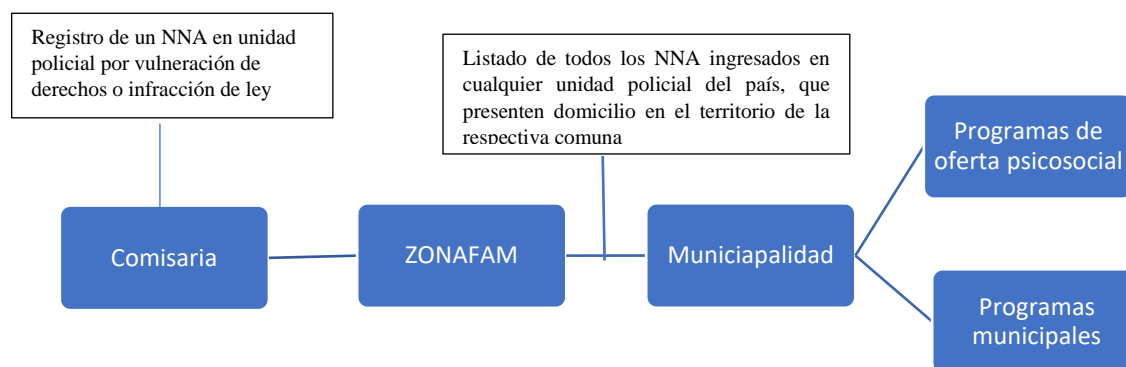 Registro de un NNA en unidad
policial por vulneración de
derechos o infracción de ley
Listado de todos los NNA ingresados en
cualquier unidad policial del país, que
presenten domicilio en el territorio de la
respectiva comuna
Comisaria
ZONAFAM
Municiapalidad
Programas de
oferta psicosocial
Programas
municipales